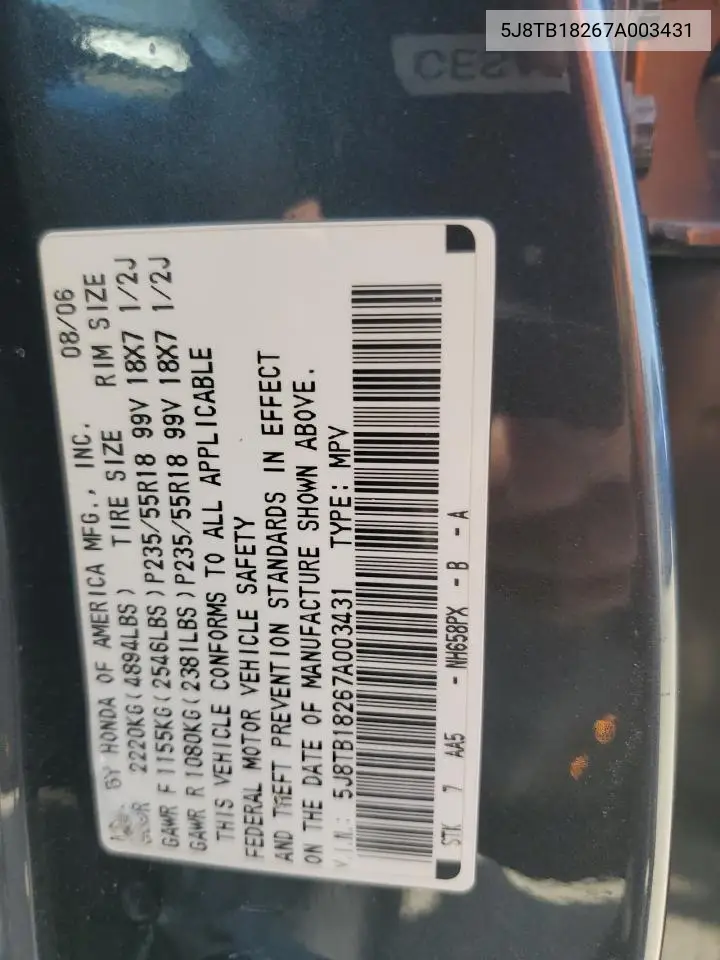 5J8TB18267A003431
BY HONDA OF AMERICA MFG., INC. 08/06
2220KG(4894LBS) TIRE SIZE RIM SIZE
GAWR F 1155KG(2546LBS)P235/55R18 99V 18X7 1/2J
GAWR R 1080KG(2381LBS)P235/55R18 99V 18X7 1/2J
THIS VEHICLE CONFORMS TO ALL APPLICABLE
FEDERAL MOTOR VEHICLE SAFETY
AND THEFT PREVENTION STANDARDS IN EFFECT
ON THE DATE OF MANUFACTURE SHOWN ABOVE.
V.I.N.: 5J8TB18267A003431 TYPE: MPV
STK 7 AA5 - NH658PX - B - A